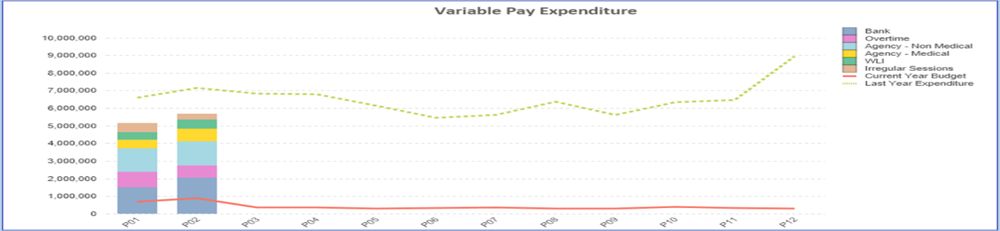 Variable Pay Expenditure
10,000,000
9,000,000
8,000,000
7,000,000
6,000,000
5,000,000
4,000,000
3,000,000
2,000,000
1,000,000
0
P01
P02
P03
P04
P05
P06
P07
P08
P09
P10
P11
P12
Bank
Overtime
Agency - Non Medical
Agency - Medical
WLI
Irregular Sessions
Current Year Budget
Last Year Expenditure